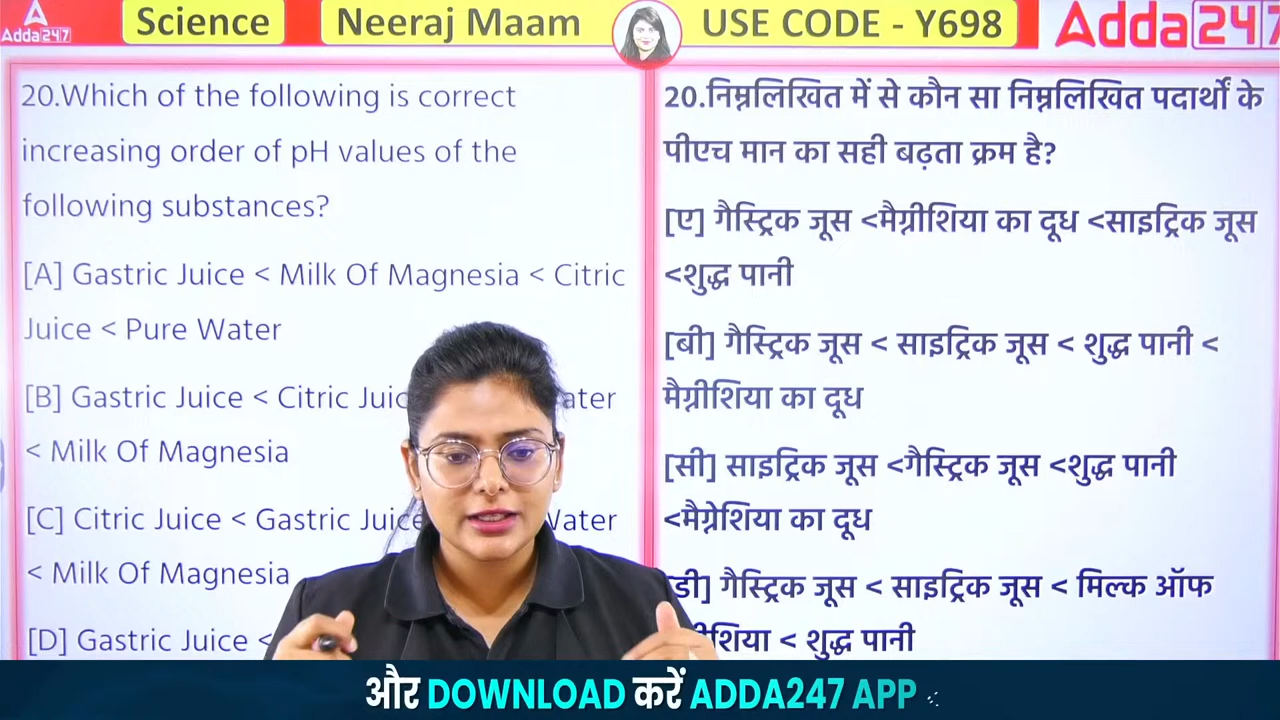 Adda247
Science
Neeraj Maam
USE CODE - Y698
Adda247
20.Which of the following is correct
increasing order of pH values of the
following substances?
[A] Gastric Juice < Milk Of Magnesia < Citric
Juice < Pure Water
[B] Gastric Juice < Citric
< Milk Of Magnesia
[C] Citric Juice < Gastric
< Milk Of Magnesia
[D] Gastric Juice <
20.निम्नलिखित में से कौन सा निम्नलिखित पदार्थों के
पीएच मान का सही बढ़ता क्रम है?
[ए] गैस्ट्रिक जूस <मैग्नीशिया का दूध <साइट्रिक जूस
<शुद्ध पानी
[बी] गैस्ट्रिक जूस < साइट्रिक जूस < शुद्ध पानी <
मैग्नीशिया का दूध
[सी] साइट्रिक जूस <गैस्ट्रिक जूस <शुद्ध पानी
<मैग्नेशिया का दूध
डी] गैस्ट्रिक जूस < साइट्रिक जूस < मिल्क ऑफ
< शुद्ध पानी
और DOWNLOAD करें ADDA247 APP